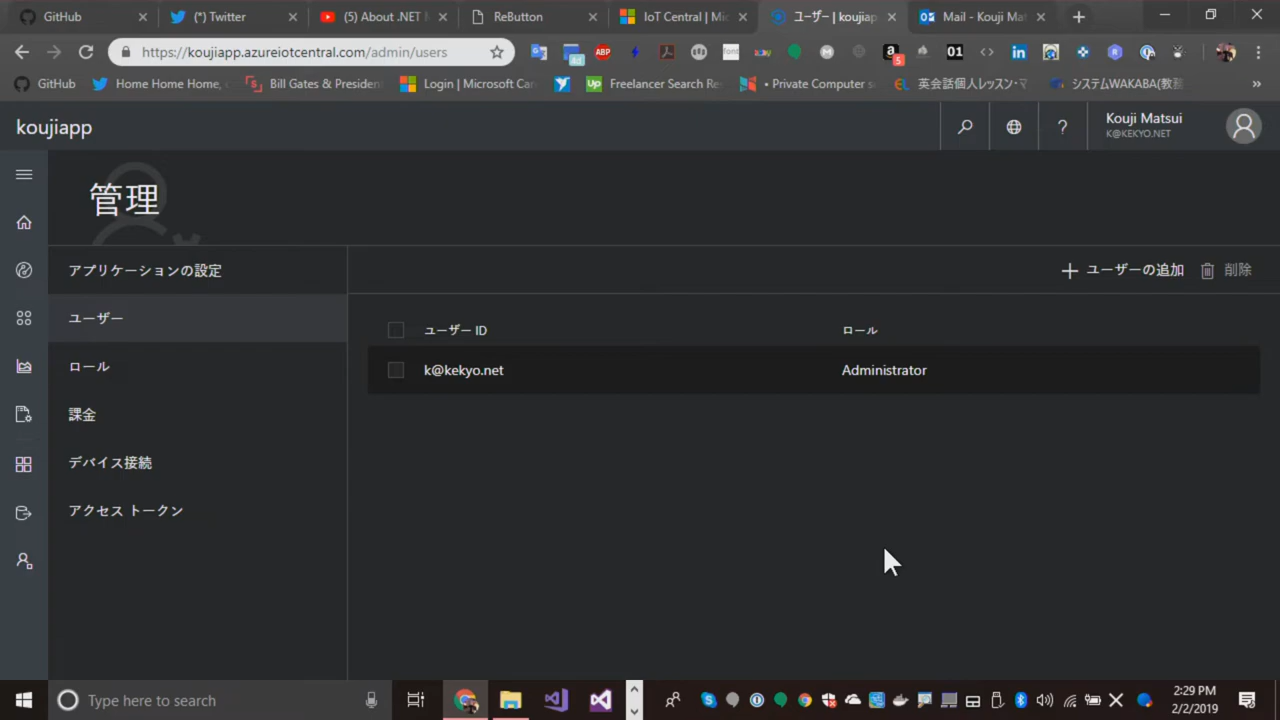 GitHub
(*) Twitter
(5) About .NET
ReButton
IoT Central | Mic
ユーザー | koujiapp
Mail - Kouji Mat
https://koujiapp.azureiotcentral.com/admin/users
GitHub
Home Home Home,
Bill Gates & President
Login | Microsoft Ca
Up
Freelancer Search Re
• Private Computer s
英会話個人レッスン・マ
システムWAKABA(教務
»
koujiapp
?
Kouji Matsui
K@KEKYO.NET
管理
アプリケーションの設定
ユーザー
ロール
課金
デバイス接続
アクセス トークン
ユーザーの追加
削除
ユーザー ID
ロール
k@kekyo.net
Administrator
Type here to search
2:29 PM
2/2/2019